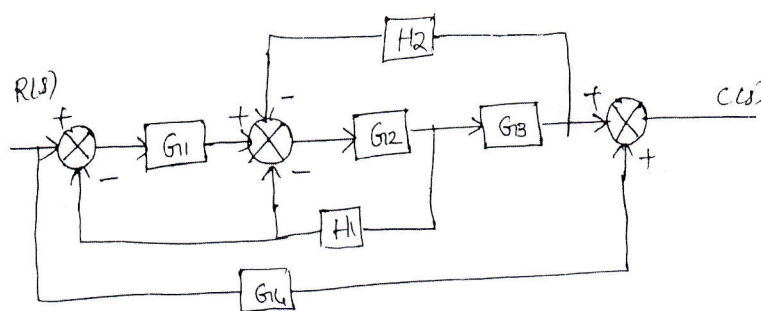 H2
R(s)
+
-
+
C(s)
+
G1
G2
G3
-
-
+
H1
G4